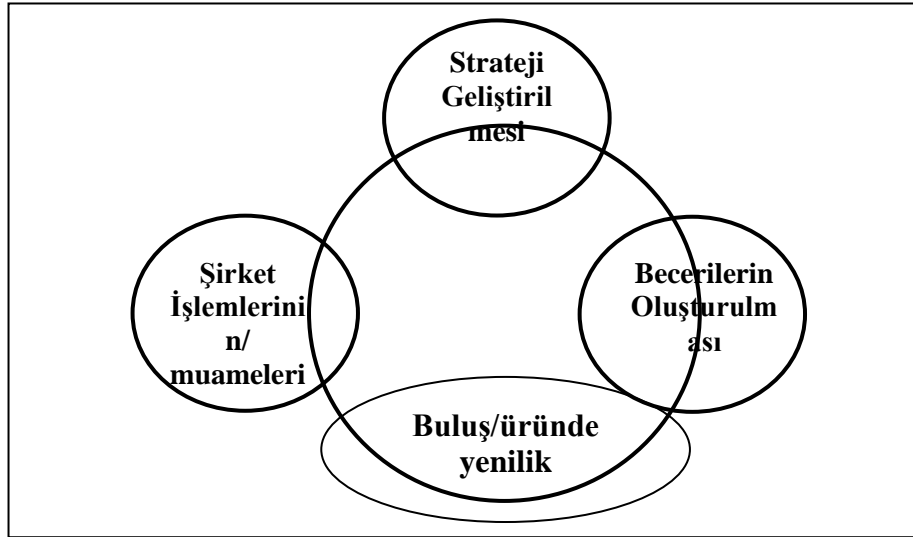 Strateji
Geliştiril
mesi
Şirket
İşlemlerini
n/
muameleri
Becerilerin
Oluşturulm
ası
Buluş/üründe
yenilik